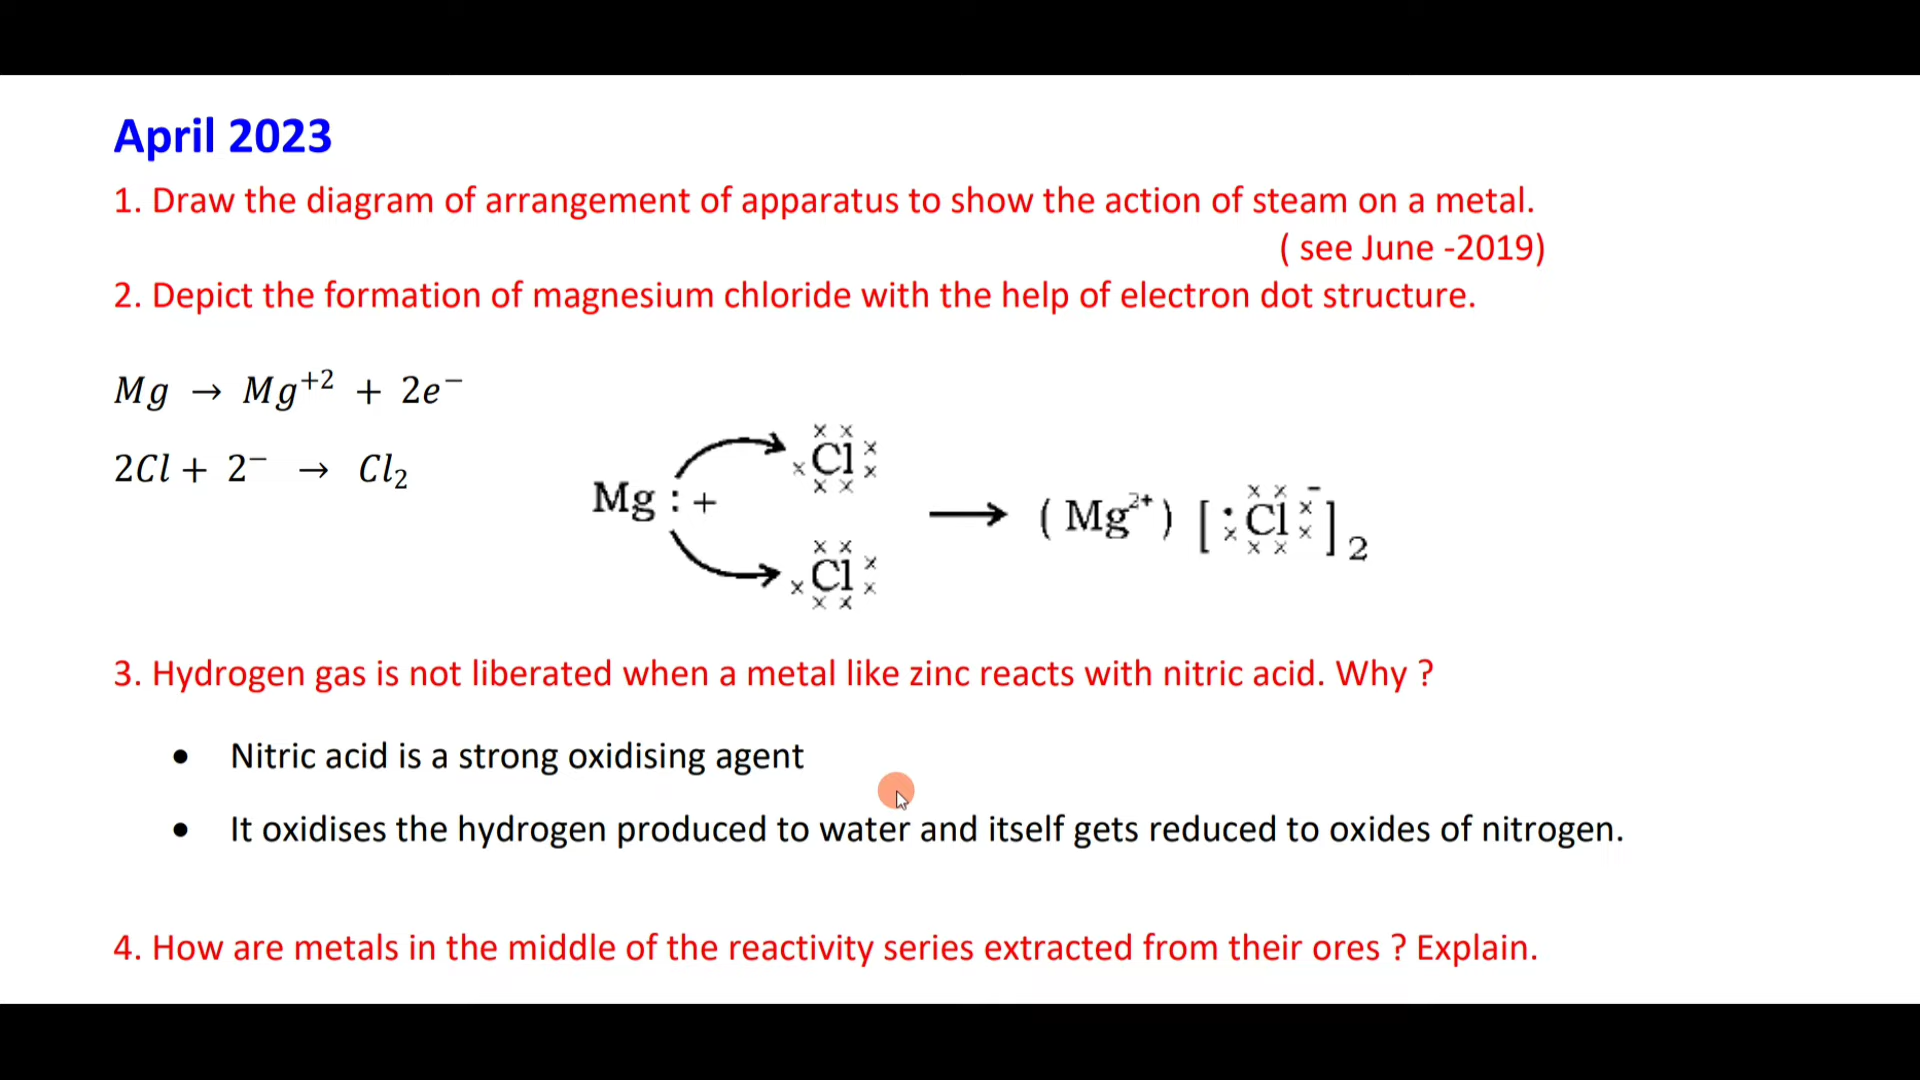 April 2023
1. Draw the diagram of arrangement of apparatus to show the action of steam on a metal.
( see June -2019)
2. Depict the formation of magnesium chloride with the help of electron dot structure.
Mg → Mg⁺² + 2e⁻
2Cl + 2⁻ → Cl₂
Mg : + Cl Cl → ( Mg²⁺ ) [ Cl ⁻ ]₂
3. Hydrogen gas is not liberated when a metal like zinc reacts with nitric acid. Why ?
• Nitric acid is a strong oxidising agent
• It oxidises the hydrogen produced to water and itself gets reduced to oxides of nitrogen.
4. How are metals in the middle of the reactivity series extracted from their ores ? Explain.